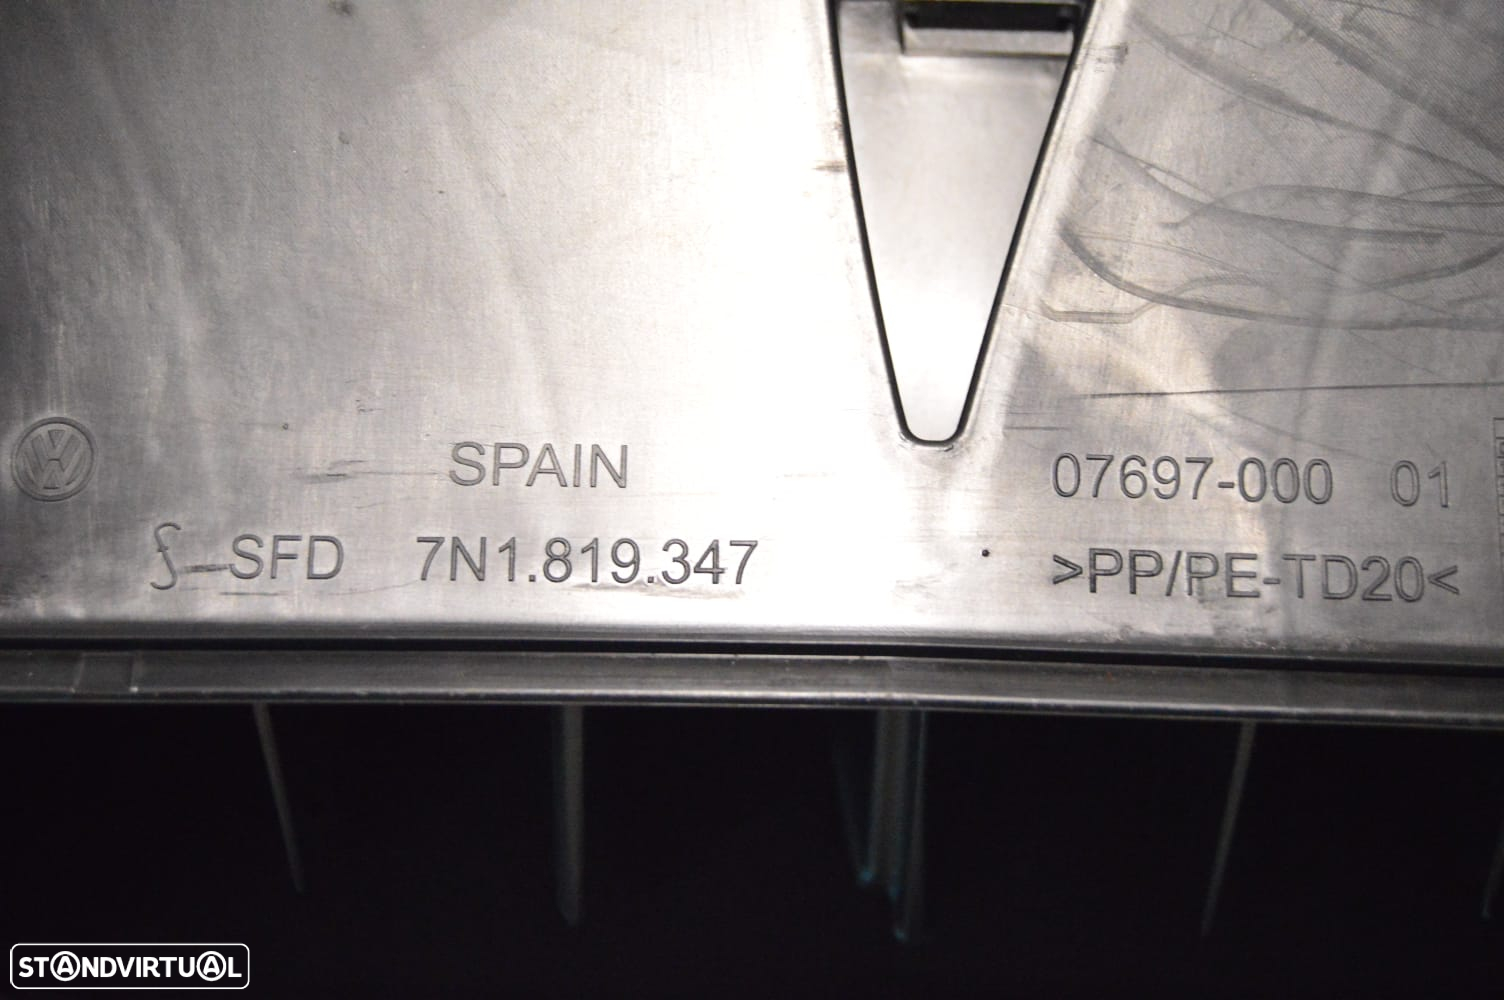 SPAIN
07697-000 01
SFD 7N1.819.347
>PP/PE-TD20<
STANDVIRTUAL